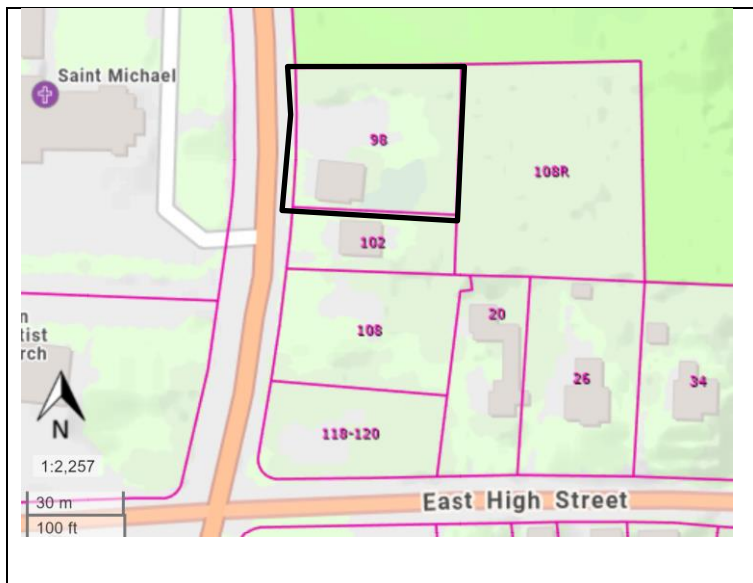 Saint Michael
98
108R
102
108
20
26
34
118-120
n
tist
rch
N
1:2,257
30 m
100 ft
East High Street